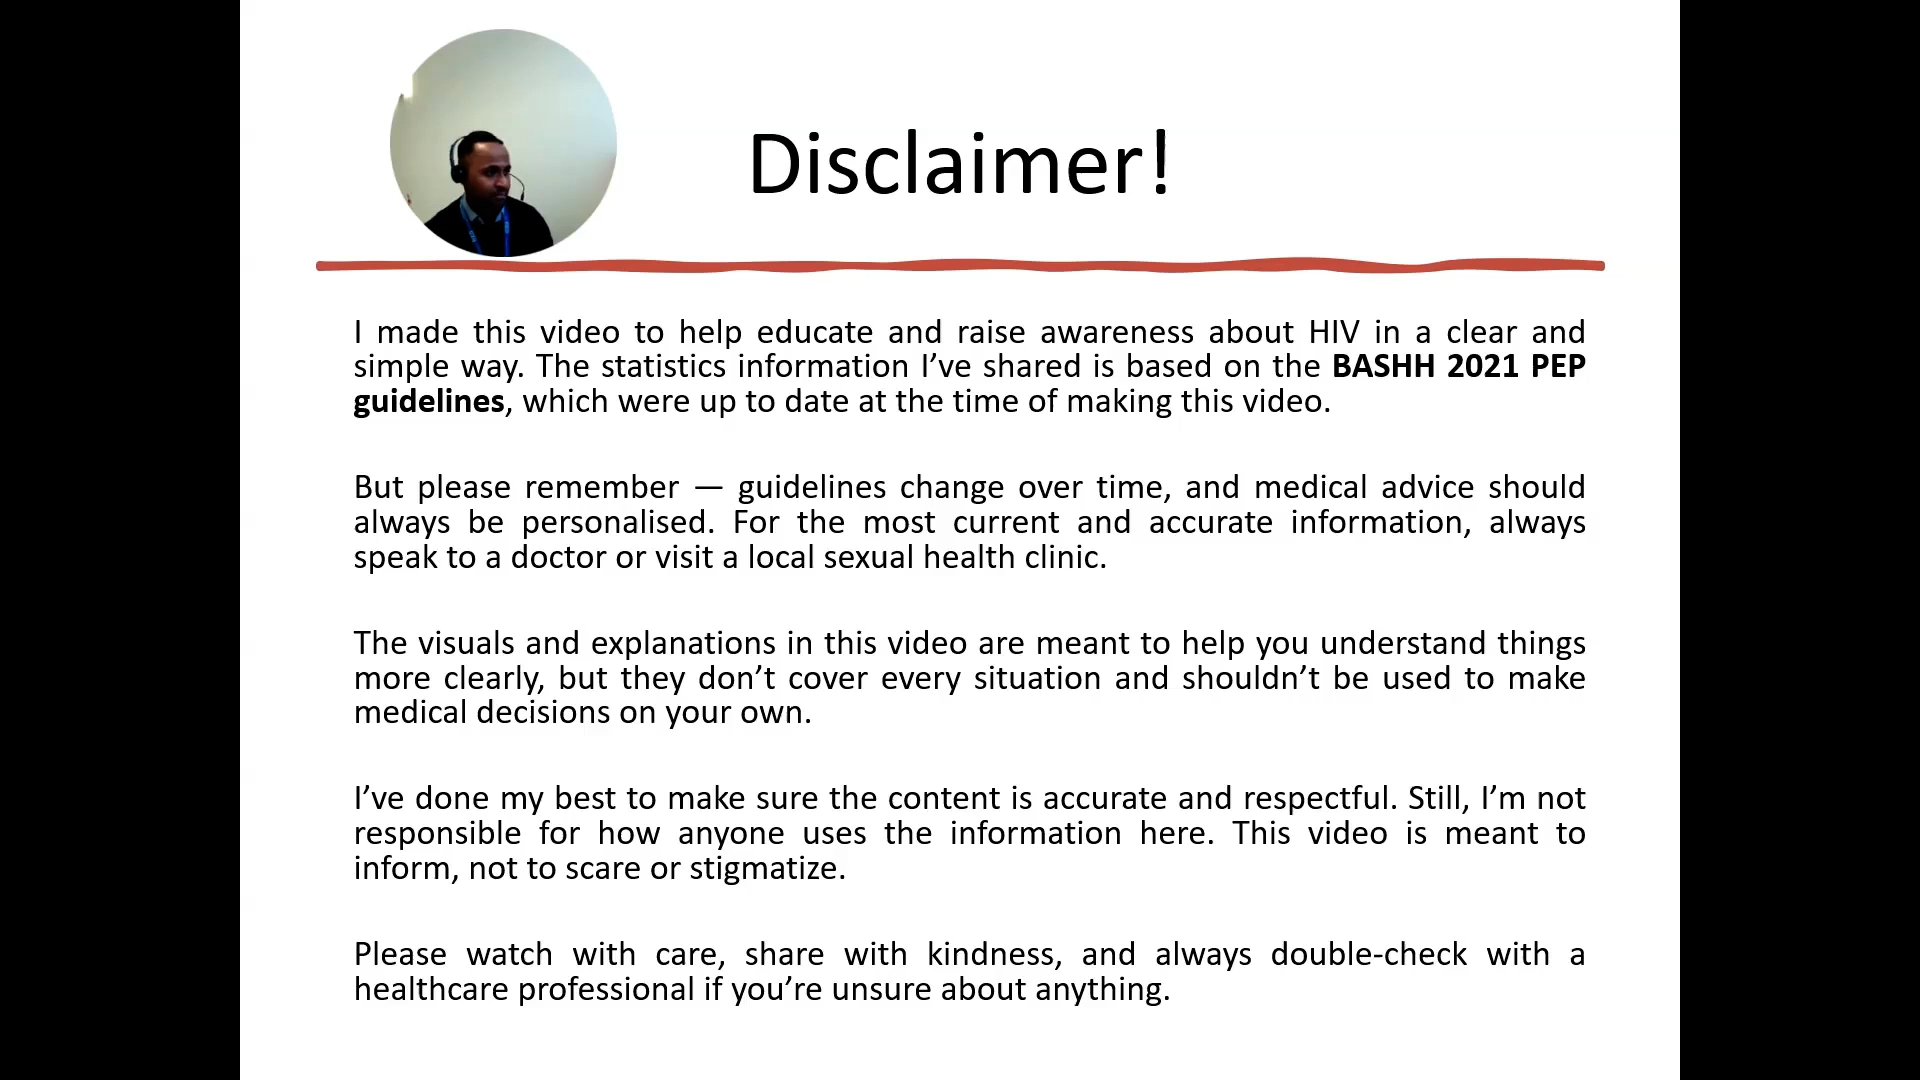 Disclaimer!
I made this video to help educate and raise awareness about HIV in a clear and
simple way. The statistics information I’ve shared is based on the BASHH 2021 PEP
guidelines, which were up to date at the time of making this video.
But please remember — guidelines change over time, and medical advice should
always be personalised. For the most current and accurate information, always
speak to a doctor or visit a local sexual health clinic.
The visuals and explanations in this video are meant to help you understand things
more clearly, but they don’t cover every situation and shouldn’t be used to make
medical decisions on your own.
I’ve done my best to make sure the content is accurate and respectful. Still, I’m not
responsible for how anyone uses the information here. This video is meant to
inform, not to scare or stigmatize.
Please watch with care, share with kindness, and always double-check with a
healthcare professional if you’re unsure about anything.